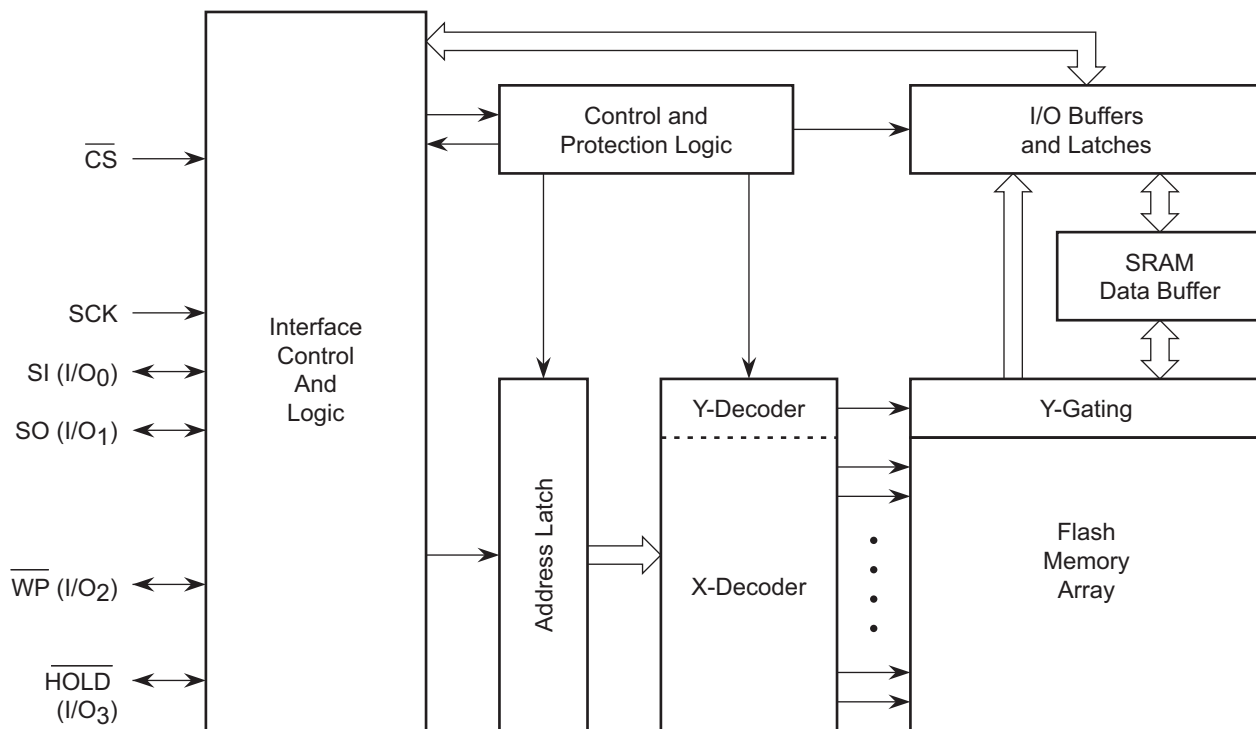 Control and
Protection Logic
I/O Buffers
and Latches
CS
SRAM
Data Buffer
SCK
Interface
Control
And
Logic
SI (I/O0)
SO (I/O1)
Y-Decoder
Y-Gating
Address Latch
WP (I/O2)
X-Decoder
Flash
Memory
Array
HOLD
(I/O3)